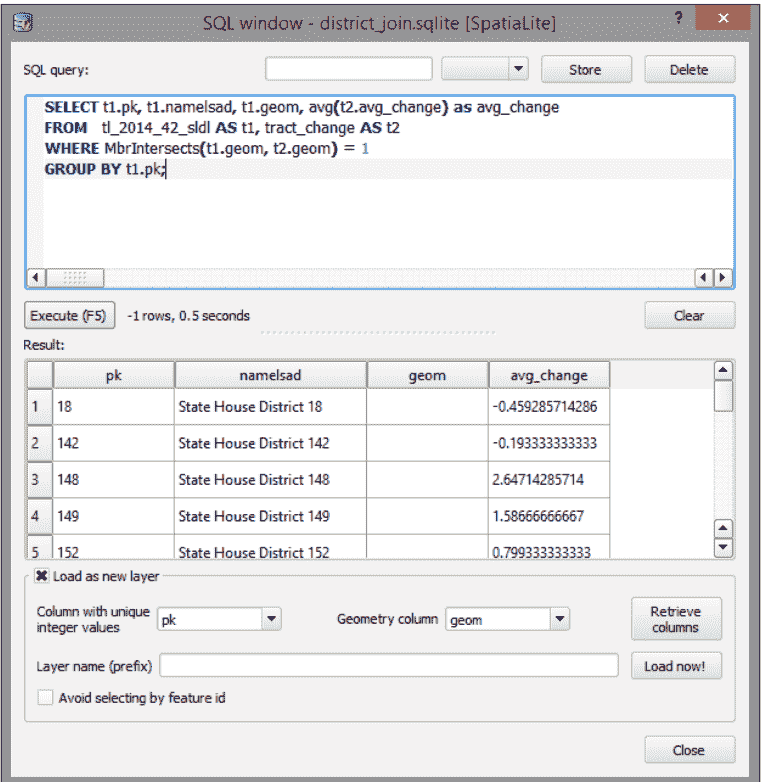 SQL window - district_join.sqlite [SpatiaLite] ? ×
SQL query: Store Delete
SELECT t1.pk, t1.namelsad, t1.geom, avg(t2.avg_change) as avg_change
FROM tl_2014_42_sldl AS t1, tract_change AS t2
WHERE MbrIntersects(t1.geom, t2.geom) = 1
GROUP BY t1.pk;
Execute (F5) -1 rows, 0.5 seconds Clear
Result:
pk namelsad geom avg_change
1 18 State House District 18 -0.459285714286
2 142 State House District 142 -0.193333333333
3 148 State House District 148 2.64714285714
4 149 State House District 149 1.58666666667
5 152 State House District 152 0.799333333333
Load as new layer
Column with unique
integer values pk Geometry column geom Retrieve
columns
Layer name (prefix) Load now!
Avoid selecting by feature id
Close